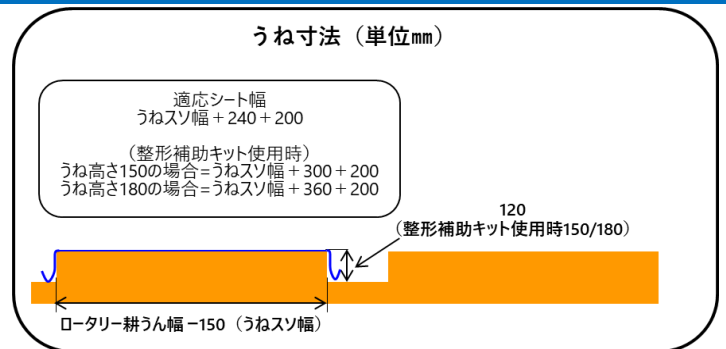 うね寸法（単位㎜）
適応シート幅
うねスソ幅＋240＋200
（整形補助キット使用時）
うね高さ150の場合=うねスソ幅＋300＋200
うね高さ180の場合=うねスソ幅＋360＋200
120
（整形補助キット使用時150/180）
ロータリー耕うん幅－150（うねスソ幅）